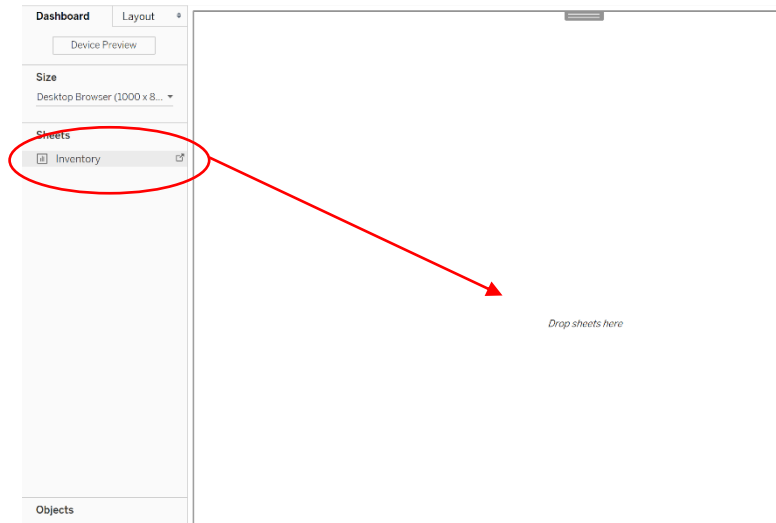 Dashboard
Layout
Device Preview
Size
Desktop Browser (1000 x 8...
Sheets
Inventory
Drop sheets here
Objects